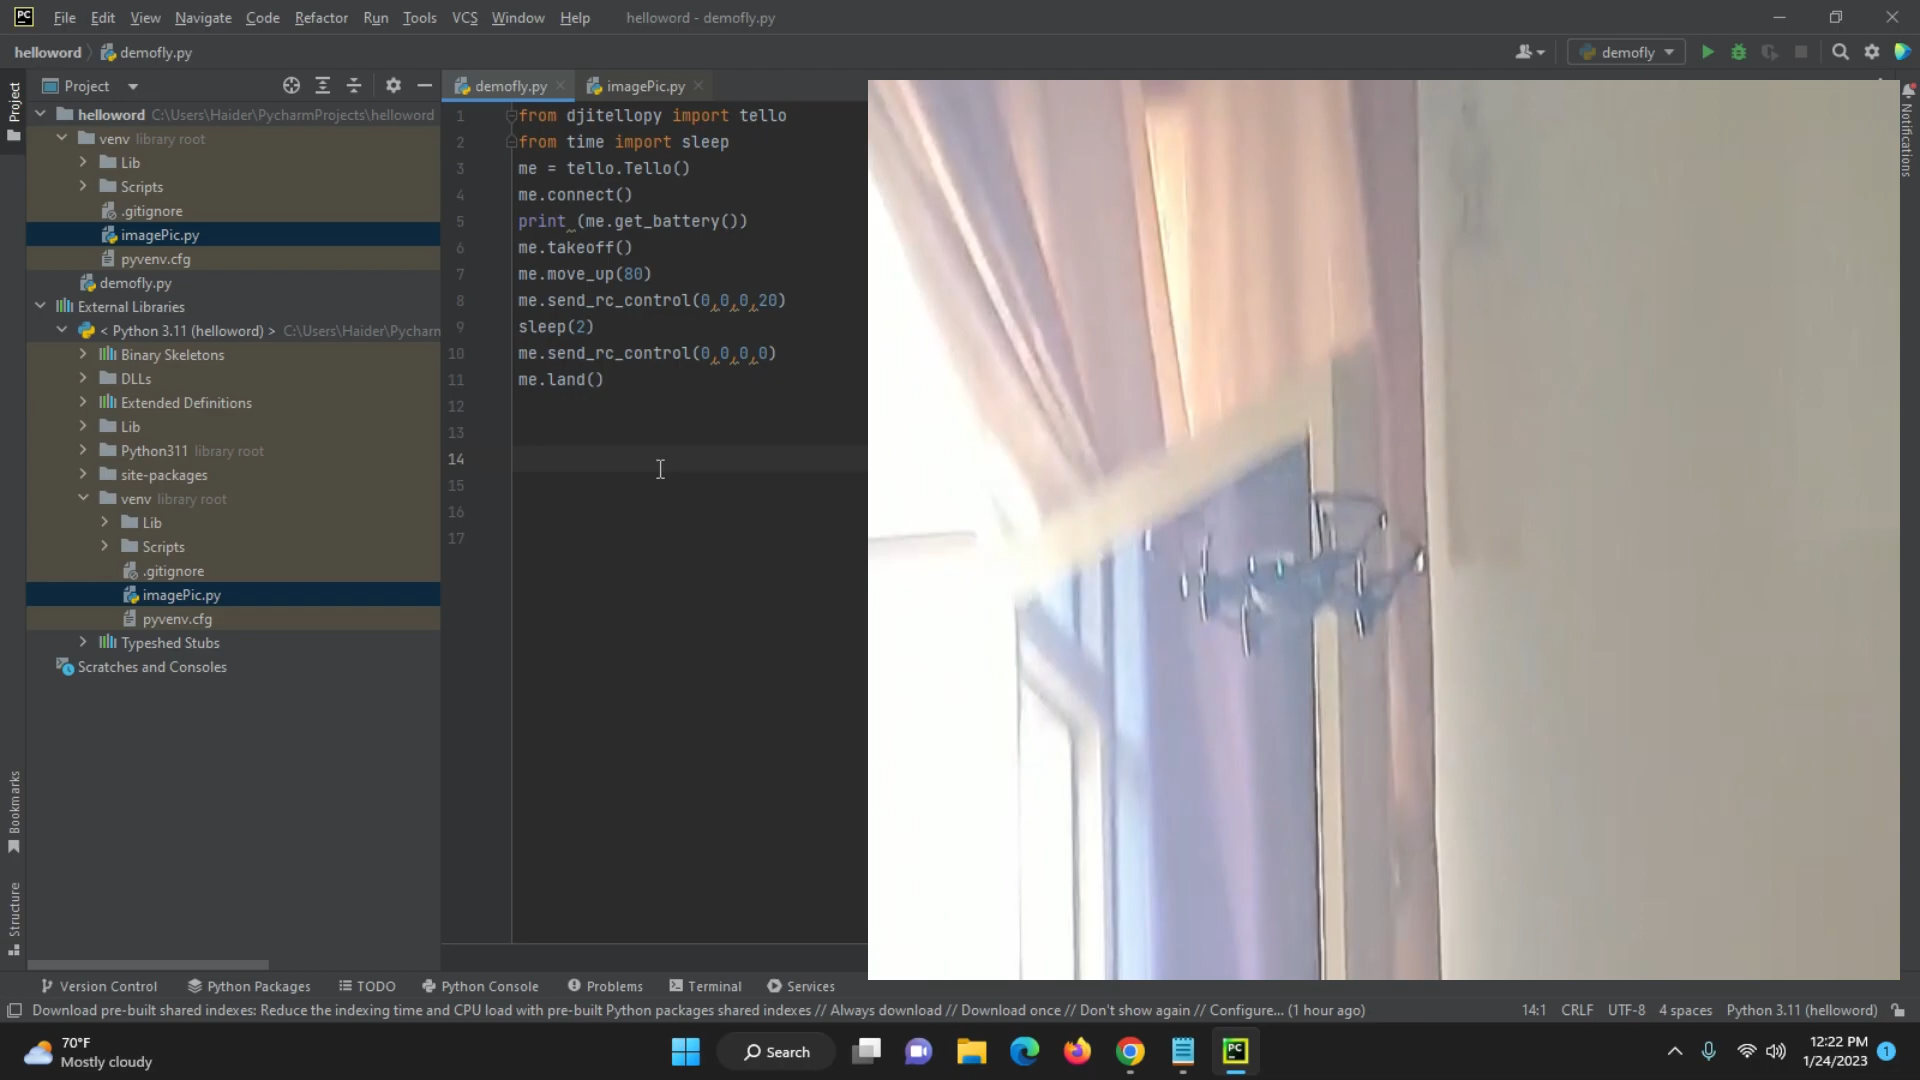 PC
File Edit View Navigate Code Refactor Run Tools VCS Window Help helloword - demofly.py
helloword demofly.py
demofly
Project
demofly.py
imagePic.py
Project
helloword C:\Users\Haider\PycharmProjects\helloword
venv library root
Lib
Scripts
.gitignore
imagePic.py
pyvenv.cfg
demofly.py
External Libraries
< Python 3.11 (helloword) > C:\Users\Haider\Pycharm
Binary Skeletons
DLLs
Extended Definitions
Lib
Python311 library root
site-packages
venv library root
Lib
Scripts
.gitignore
imagePic.py
pyvenv.cfg
Typeshed Stubs
Scratches and Consoles
Bookmarks
Structure
1 from djitellopy import tello
2 from time import sleep
3 me = tello.Tello()
4 me.connect()
5 print (me.get_battery())
6 me.takeoff()
7 me.move_up(80)
8 me.send_rc_control(0,0,0,20)
9 sleep(2)
10 me.send_rc_control(0,0,0,0)
11 me.land()
12
13
14
15
16
17
Notifications
Version Control Python Packages TODO Python Console Problems Terminal Services
Download pre-built shared indexes: Reduce the indexing time and CPU load with pre-built Python packages shared indexes // Always download // Download once // Don't show again // Configure... (1 hour ago) 14:1 CRLF UTF-8 4 spaces Python 3.11 (helloword)
70°F
Mostly cloudy
Search
PC
12:22 PM
1/24/2023
1